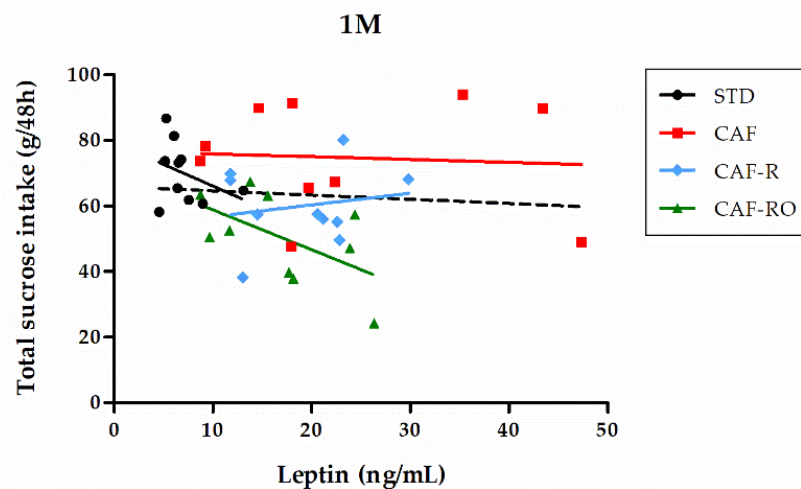 1M
Total sucrose intake (g/48h)
100
80
60
40
20
0
0 10 20 30 40 50
Leptin (ng/mL)
STD
CAF
CAF-R
CAF-RO